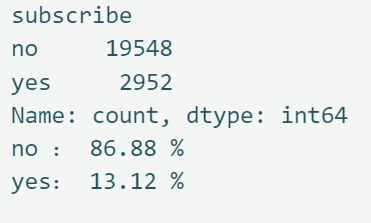 subscribe
no     19548
yes     2952
Name: count, dtype: int64
no :  86.88 %
yes:  13.12 %